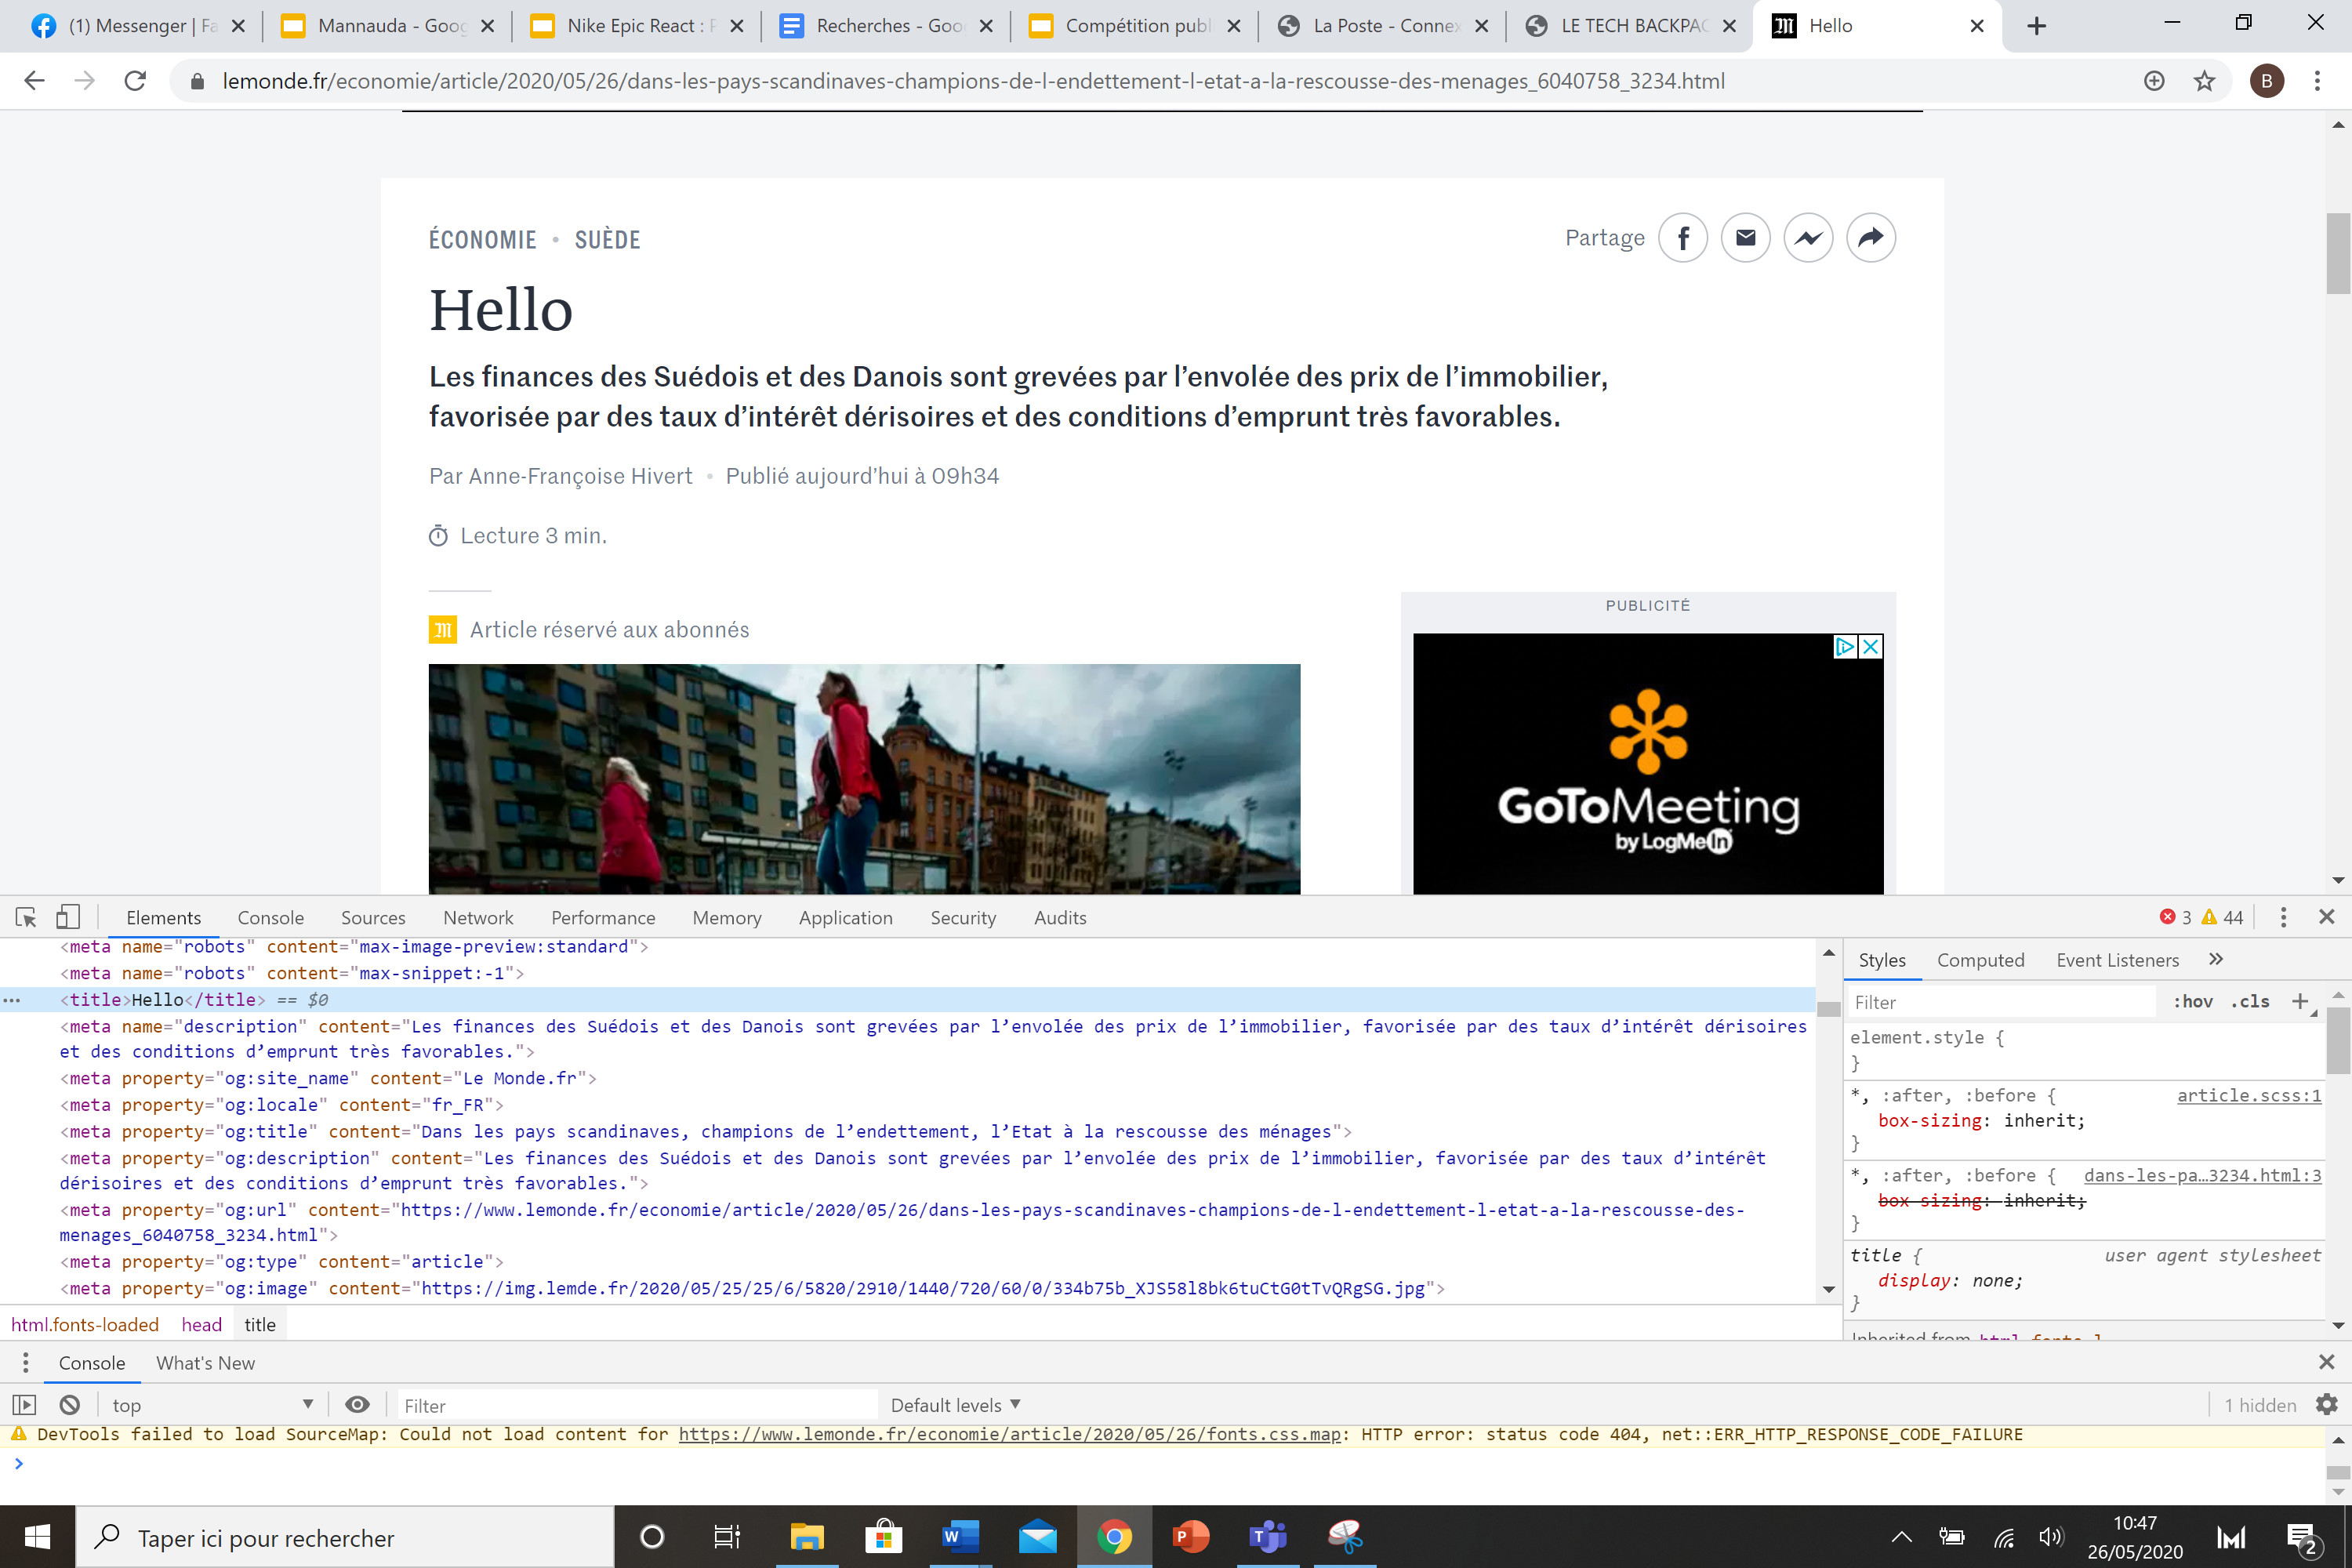 (1) Messenger | Fa
Mannauda - Goog
Nike Epic React : P
Recherches - Goo
Compétition publ
La Poste - Connex
LE TECH BACKPAC
Hello
lemonde.fr/economie/article/2020/05/26/dans-les-pays-scandinaves-champions-de-l-endettement-l-etat-a-la-rescousse-des-menages_6040758_3234.html
B
ÉCONOMIE • SUÈDE
Partage
Hello
Les finances des Suédois et des Danois sont grevées par l’envolée des prix de l’immobilier,
favorisée par des taux d’intérêt dérisoires et des conditions d’emprunt très favorables.
Par Anne-Françoise Hivert • Publié aujourd’hui à 09h34
Lecture 3 min.
Article réservé aux abonnés
PUBLICITÉ
GoToMeeting
by LogMeIn
Elements Console Sources Network Performance Memory Application Security Audits
3 44
<meta name="robots" content="max-image-preview:standard">
<meta name="robots" content="max-snippet:-1">
<title>Hello</title> == $0
<meta name="description" content="Les finances des Suédois et des Danois sont grevées par l’envolée des prix de l’immobilier, favorisée par des taux d’intérêt dérisoires
et des conditions d’emprunt très favorables.">
<meta property="og:site_name" content="Le Monde.fr">
<meta property="og:locale" content="fr_FR">
<meta property="og:title" content="Dans les pays scandinaves, champions de l’endettement, l’Etat à la rescousse des ménages">
<meta property="og:description" content="Les finances des Suédois et des Danois sont grevées par l’envolée des prix de l’immobilier, favorisée par des taux d’intérêt
dérisoires et des conditions d’emprunt très favorables.">
<meta property="og:url" content="https://www.lemonde.fr/economie/article/2020/05/26/dans-les-pays-scandinaves-champions-de-l-endettement-l-etat-a-la-rescousse-des-
menages_6040758_3234.html">
<meta property="og:type" content="article">
<meta property="og:image" content="https://img.lemde.fr/2020/05/25/25/6/5820/2910/1440/720/60/0/334b75b_XJS58l8bk6tuCtG0tTvQRgSG.jpg">
html.fonts-loaded head title
Styles Computed Event Listeners »
Filter :hov .cls +
element.style {
}
*, :after, :before { article.scss:1
box-sizing: inherit;
}
*, :after, :before { dans-les-pa…3234.html:3
box-sizing: inherit;
}
title { user agent stylesheet
display: none;
}
Inherited from html.fonts-l
Console What's New
top Filter Default levels ▼ 1 hidden
DevTools failed to load SourceMap: Could not load content for https://www.lemonde.fr/economie/article/2020/05/26/fonts.css.map: HTTP error: status code 404, net::ERR_HTTP_RESPONSE_CODE_FAILURE
>
Taper ici pour rechercher
10:47
26/05/2020
2